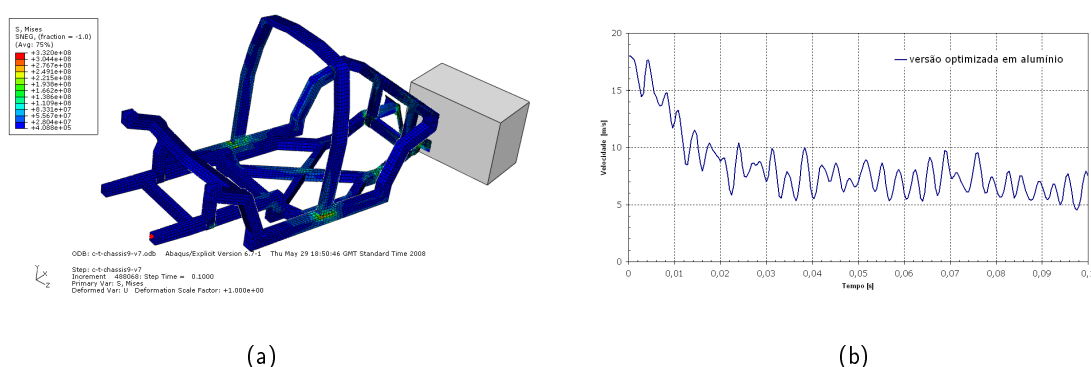 S, Mises
SNEG, (fraction = -1.0)
(Avg: 75%)
+3.320e+08
+3.044e+08
+2.767e+08
+2.491e+08
+2.215e+08
+1.938e+08
+1.662e+08
+1.386e+08
+1.109e+08
+8.331e+07
+5.567e+07
+2.804e+07
+4.088e+05
Y
X
Z
ODB: c-t-chassis9-v7.odb Abaqus/Explicit Version 6.7-1 Thu May 29 18:50:46 GMT Standard Time 2008
Step: c-t-chassis9-v7
Increment 488068: Step Time = 0.1000
Primary Var: S, Mises
Deformed Var: U Deformation Scale Factor: +1.000e+00
(a)
20
15
10
5
0
Velocidade [m/s]
versão optimizada em alumínio
0 0,01 0,02 0,03 0,04 0,05 0,06 0,07 0,08 0,09 0,
Tempo [s]
(b)